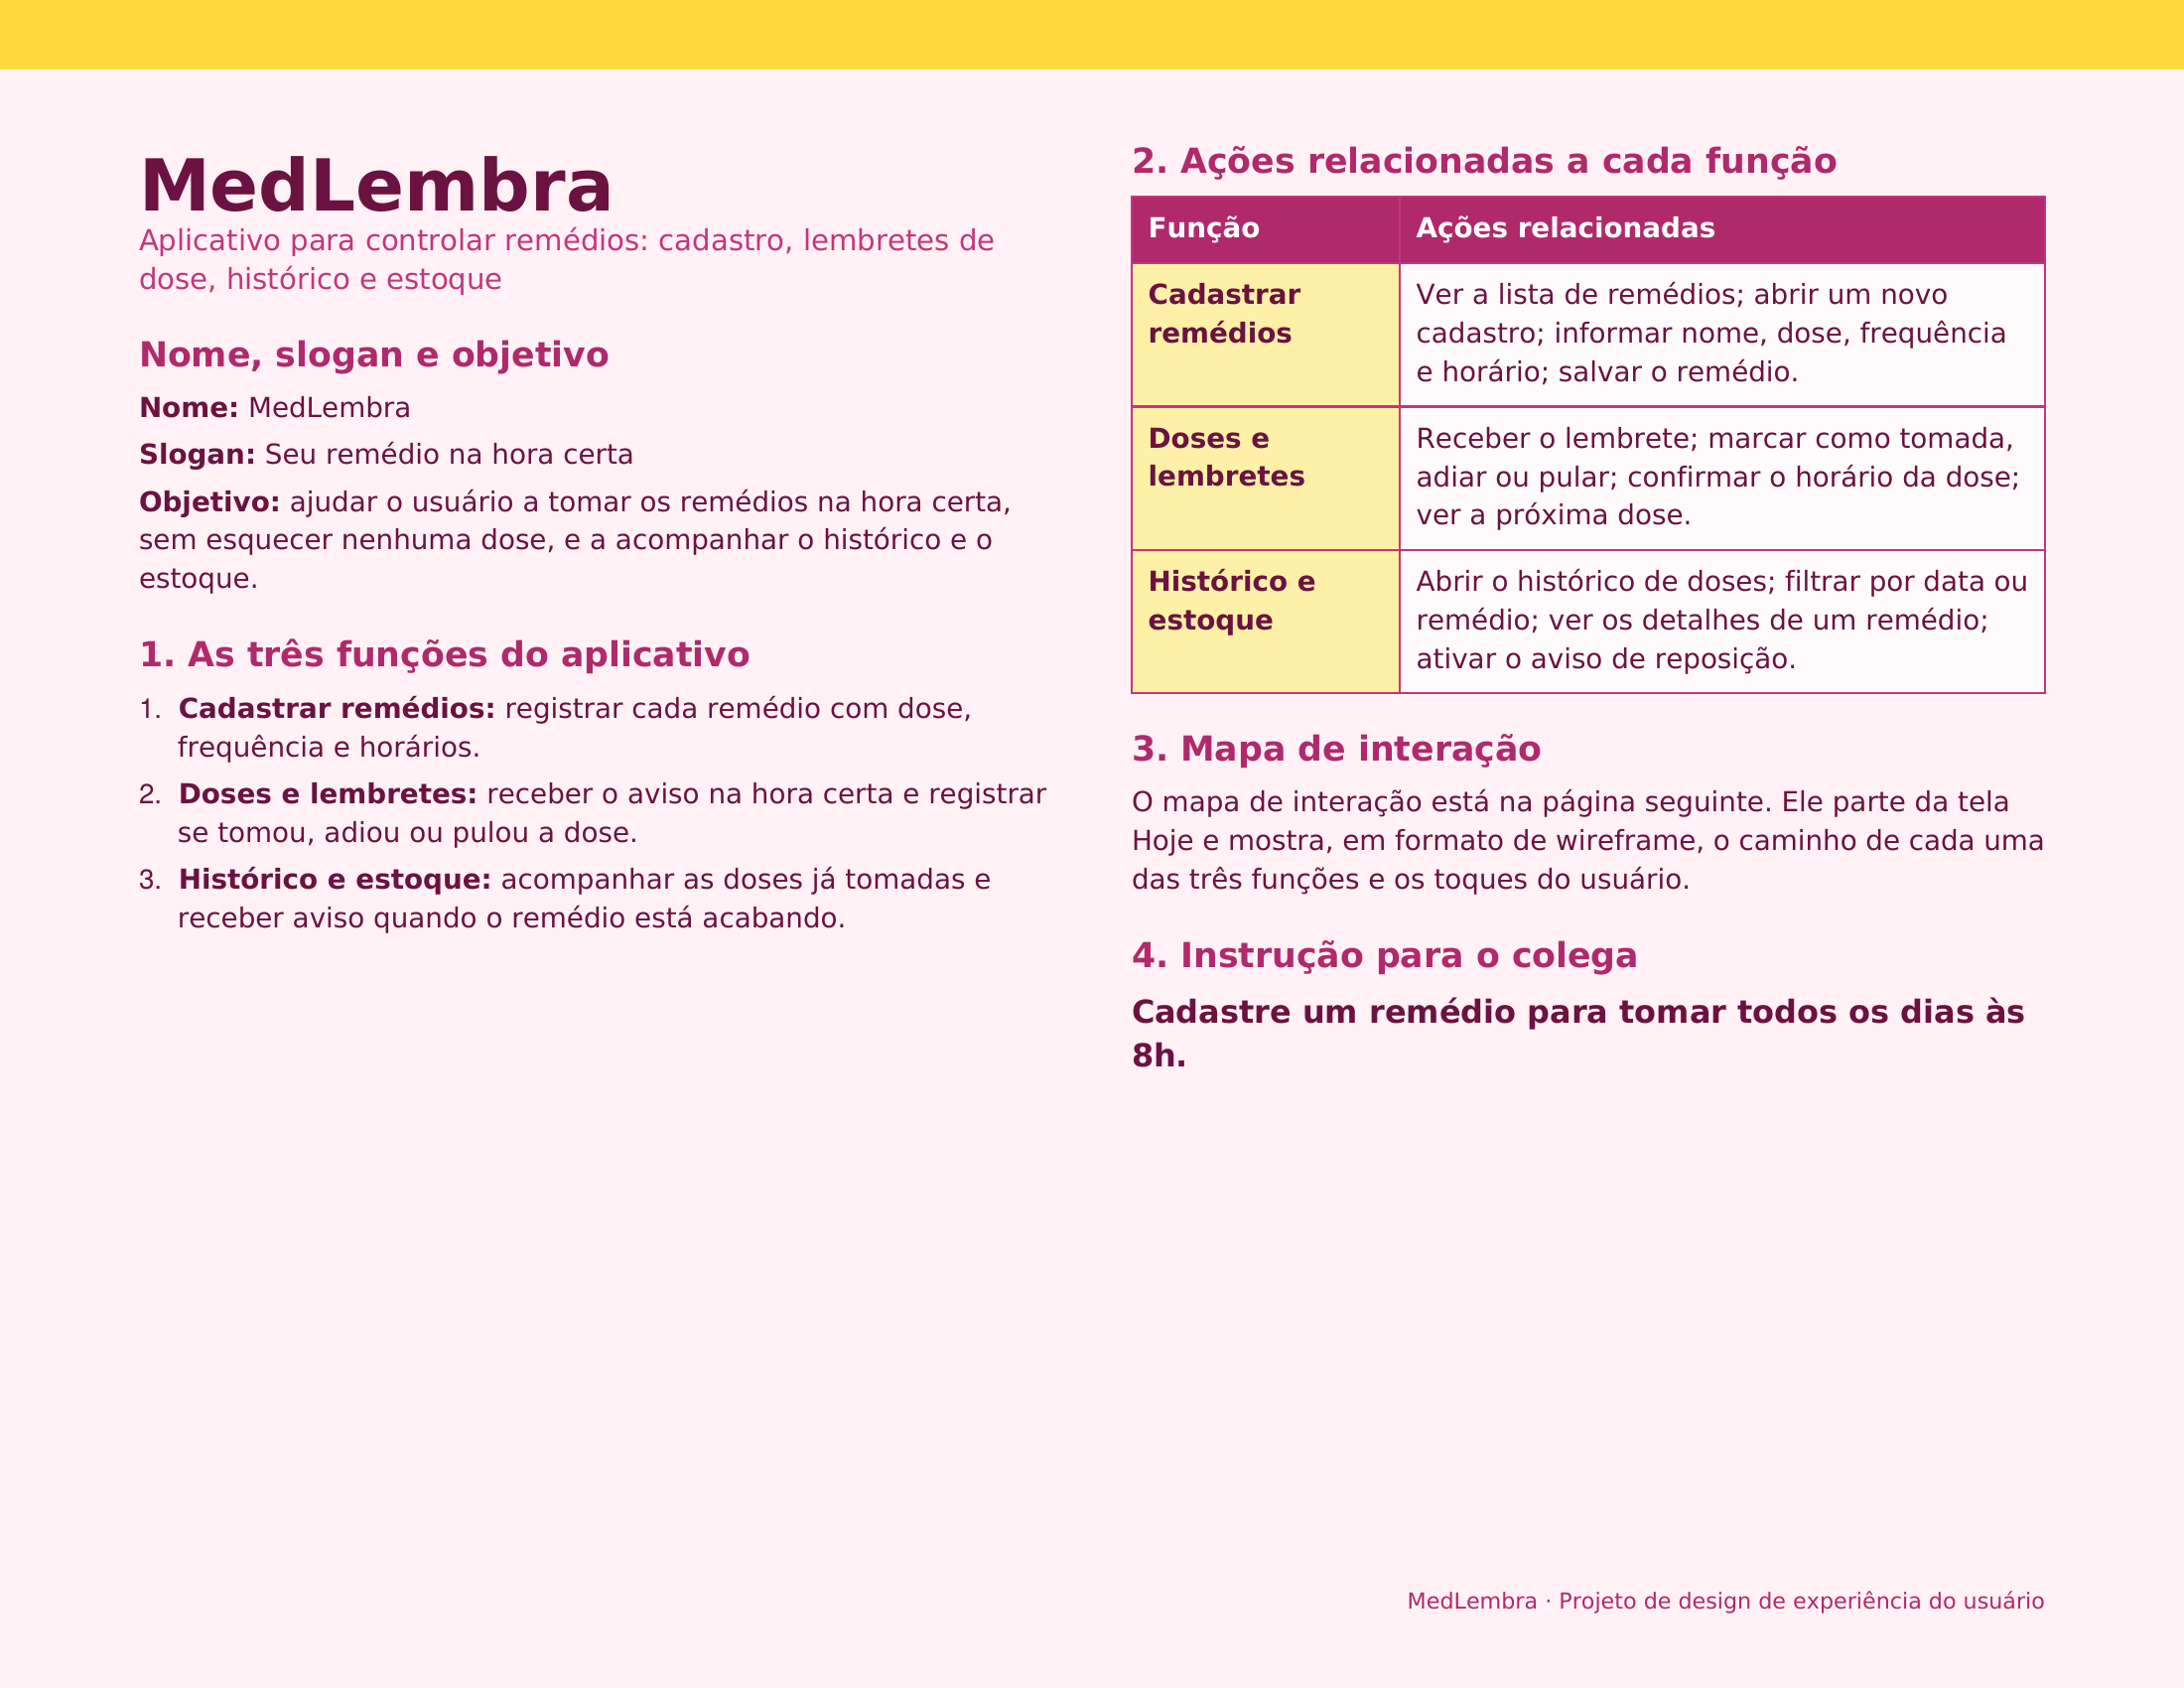 MedLembra
Aplicativo para controlar remédios: cadastro, lembretes de
dose, histórico e estoque
Nome, slogan e objetivo
Nome: MedLembra
Slogan: Seu remédio na hora certa
Objetivo: ajudar o usuário a tomar os remédios na hora certa,
sem esquecer nenhuma dose, e a acompanhar o histórico e o
estoque.
1. As três funções do aplicativo
1. Cadastrar remédios: registrar cada remédio com dose,
frequência e horários.
2. Doses e lembretes: receber o aviso na hora certa e registrar
se tomou, adiou ou pulou a dose.
3. Histórico e estoque: acompanhar as doses já tomadas e
receber aviso quando o remédio está acabando.
2. Ações relacionadas a cada função
Função Ações relacionadas
Cadastrar
remédios
Ver a lista de remédios; abrir um novo
cadastro; informar nome, dose, frequência
e horário; salvar o remédio.
Doses e
lembretes
Receber o lembrete; marcar como tomada,
adiar ou pular; confirmar o horário da dose;
ver a próxima dose.
Histórico e
estoque
Abrir o histórico de doses; filtrar por data ou
remédio; ver os detalhes de um remédio;
ativar o aviso de reposição.
3. Mapa de interação
O mapa de interação está na página seguinte. Ele parte da tela
Hoje e mostra, em formato de wireframe, o caminho de cada uma
das três funções e os toques do usuário.
4. Instrução para o colega
Cadastre um remédio para tomar todos os dias às
8h.
MedLembra · Projeto de design de experiência do usuário